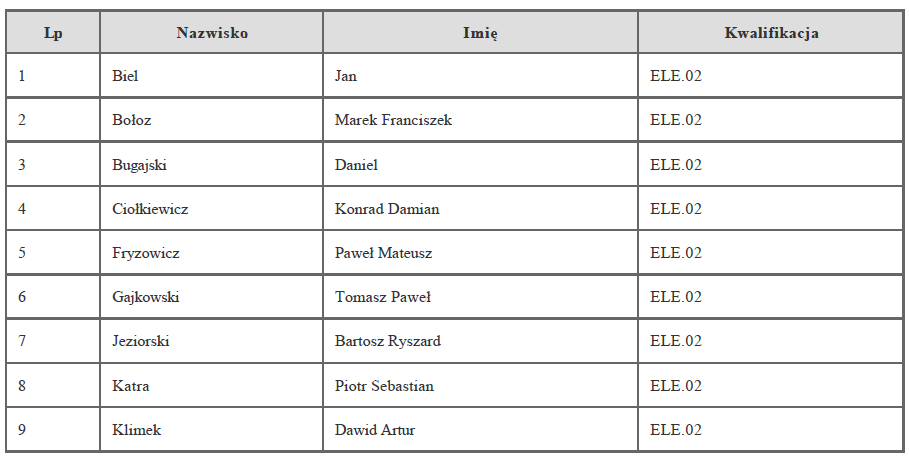 Lp Nazwisko Imię Kwalifikacja
1 Biel Jan ELE.02
2 Bołoz Marek Franciszek ELE.02
3 Bugajski Daniel ELE.02
4 Ciołkiewicz Konrad Damian ELE.02
5 Fryzowicz Paweł Mateusz ELE.02
6 Gajkowski Tomasz Paweł ELE.02
7 Jeziorski Bartosz Ryszard ELE.02
8 Katra Piotr Sebastian ELE.02
9 Klimek Dawid Artur ELE.02